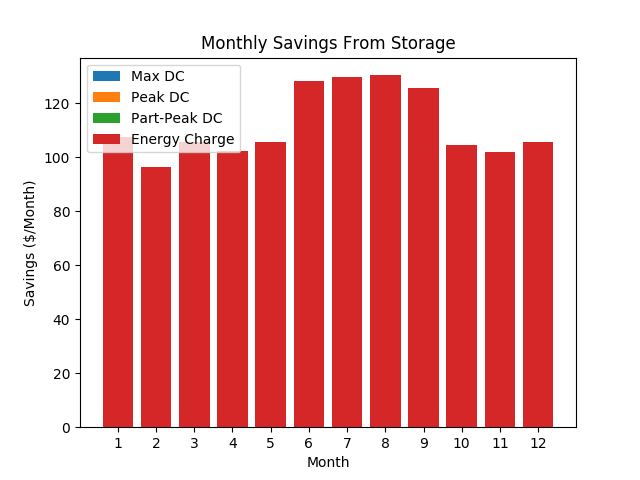 Monthly Savings From Storage
Max DC
Peak DC
Part-Peak DC
Energy Charge
Savings ($/Month)
120
100
80
60
40
20
0
1 2 3 4 5 6 7 8 9 10 11 12
Month